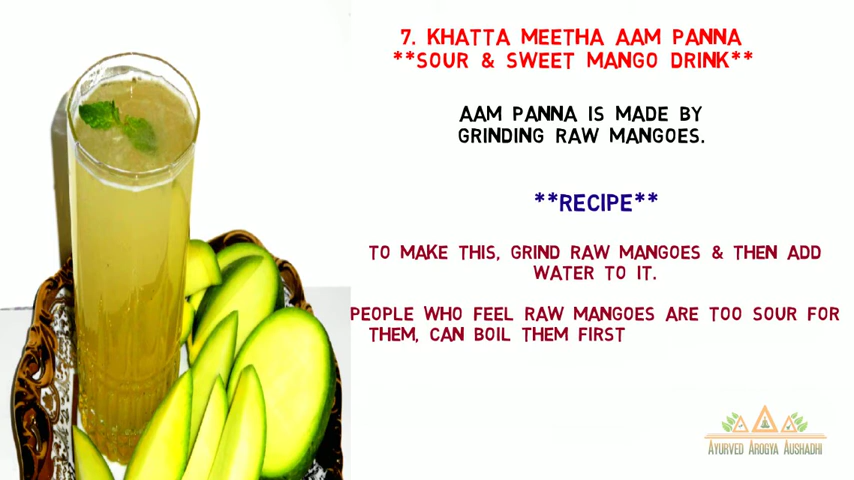 7. KHATTA MEETHA AAM PANNA
**SOUR & SWEET MANGO DRINK**
AAM PANNA IS MADE BY
GRINDING RAW MANGOES.
**RECIPE**
TO MAKE THIS, GRIND RAW MANGOES & THEN ADD
WATER TO IT.
PEOPLE WHO FEEL RAW MANGOES ARE TOO SOUR FOR
THEM, CAN BOIL THEM FIRST
AYURVED AROGYA AUSHADHI